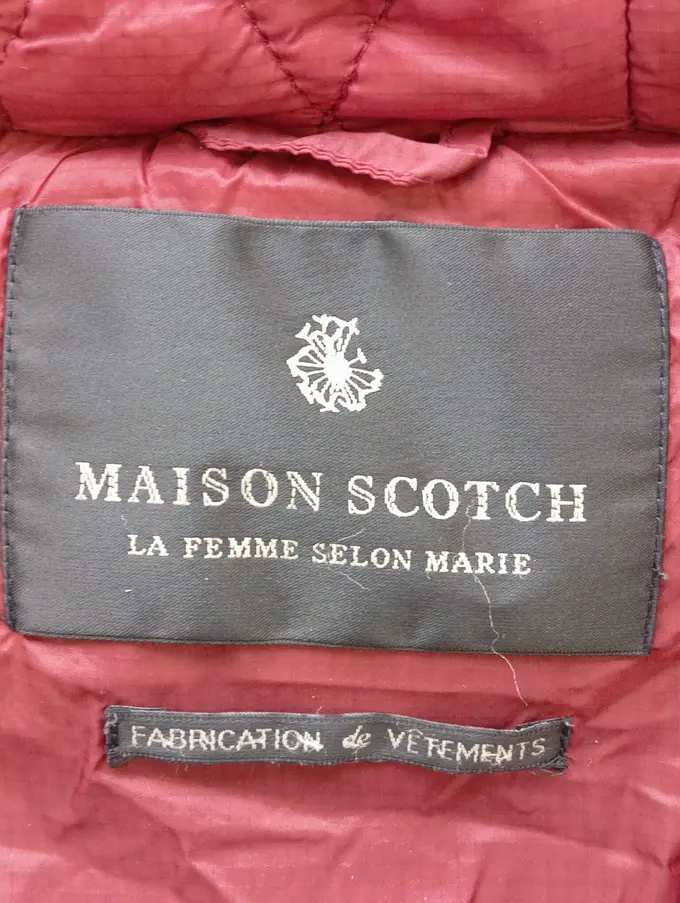 MAISON SCOTCH
LA FEMME SELON MARIE
FABRICATION de VÊTEMENTS